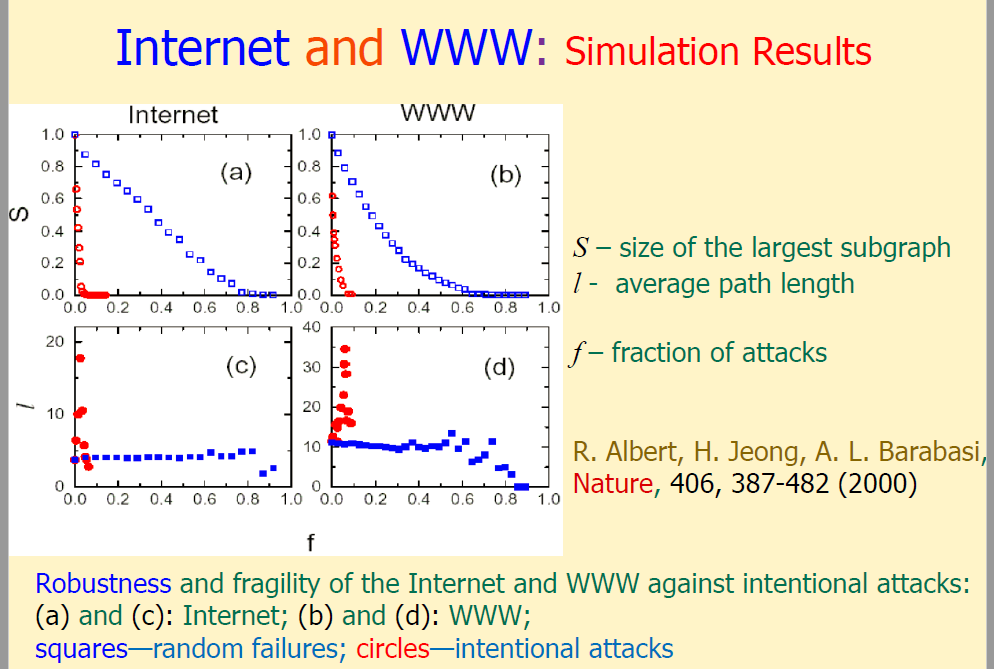 Internet and WWW: Simulation Results
Internet
WWW
1.0
0.8
0.6
0.4
0.2
0.0
S
(a)
0.0 0.2 0.4 0.6 0.8 1.0
1.0
0.8
0.6
0.4
0.2
0.0
(b)
0.0 0.2 0.4 0.6 0.8 1.0
20
10
0
l
(c)
0.0 0.2 0.4 0.6 0.8 1.0
40
30
20
10
0
(d)
0.0 0.2 0.4 0.6 0.8 1.0
f
S – size of the largest subgraph
l - average path length
f – fraction of attacks
R. Albert, H. Jeong, A. L. Barabasi,
Nature, 406, 387-482 (2000)
Robustness and fragility of the Internet and WWW against intentional attacks:
(a) and (c): Internet; (b) and (d): WWW;
squares—random failures; circles—intentional attacks